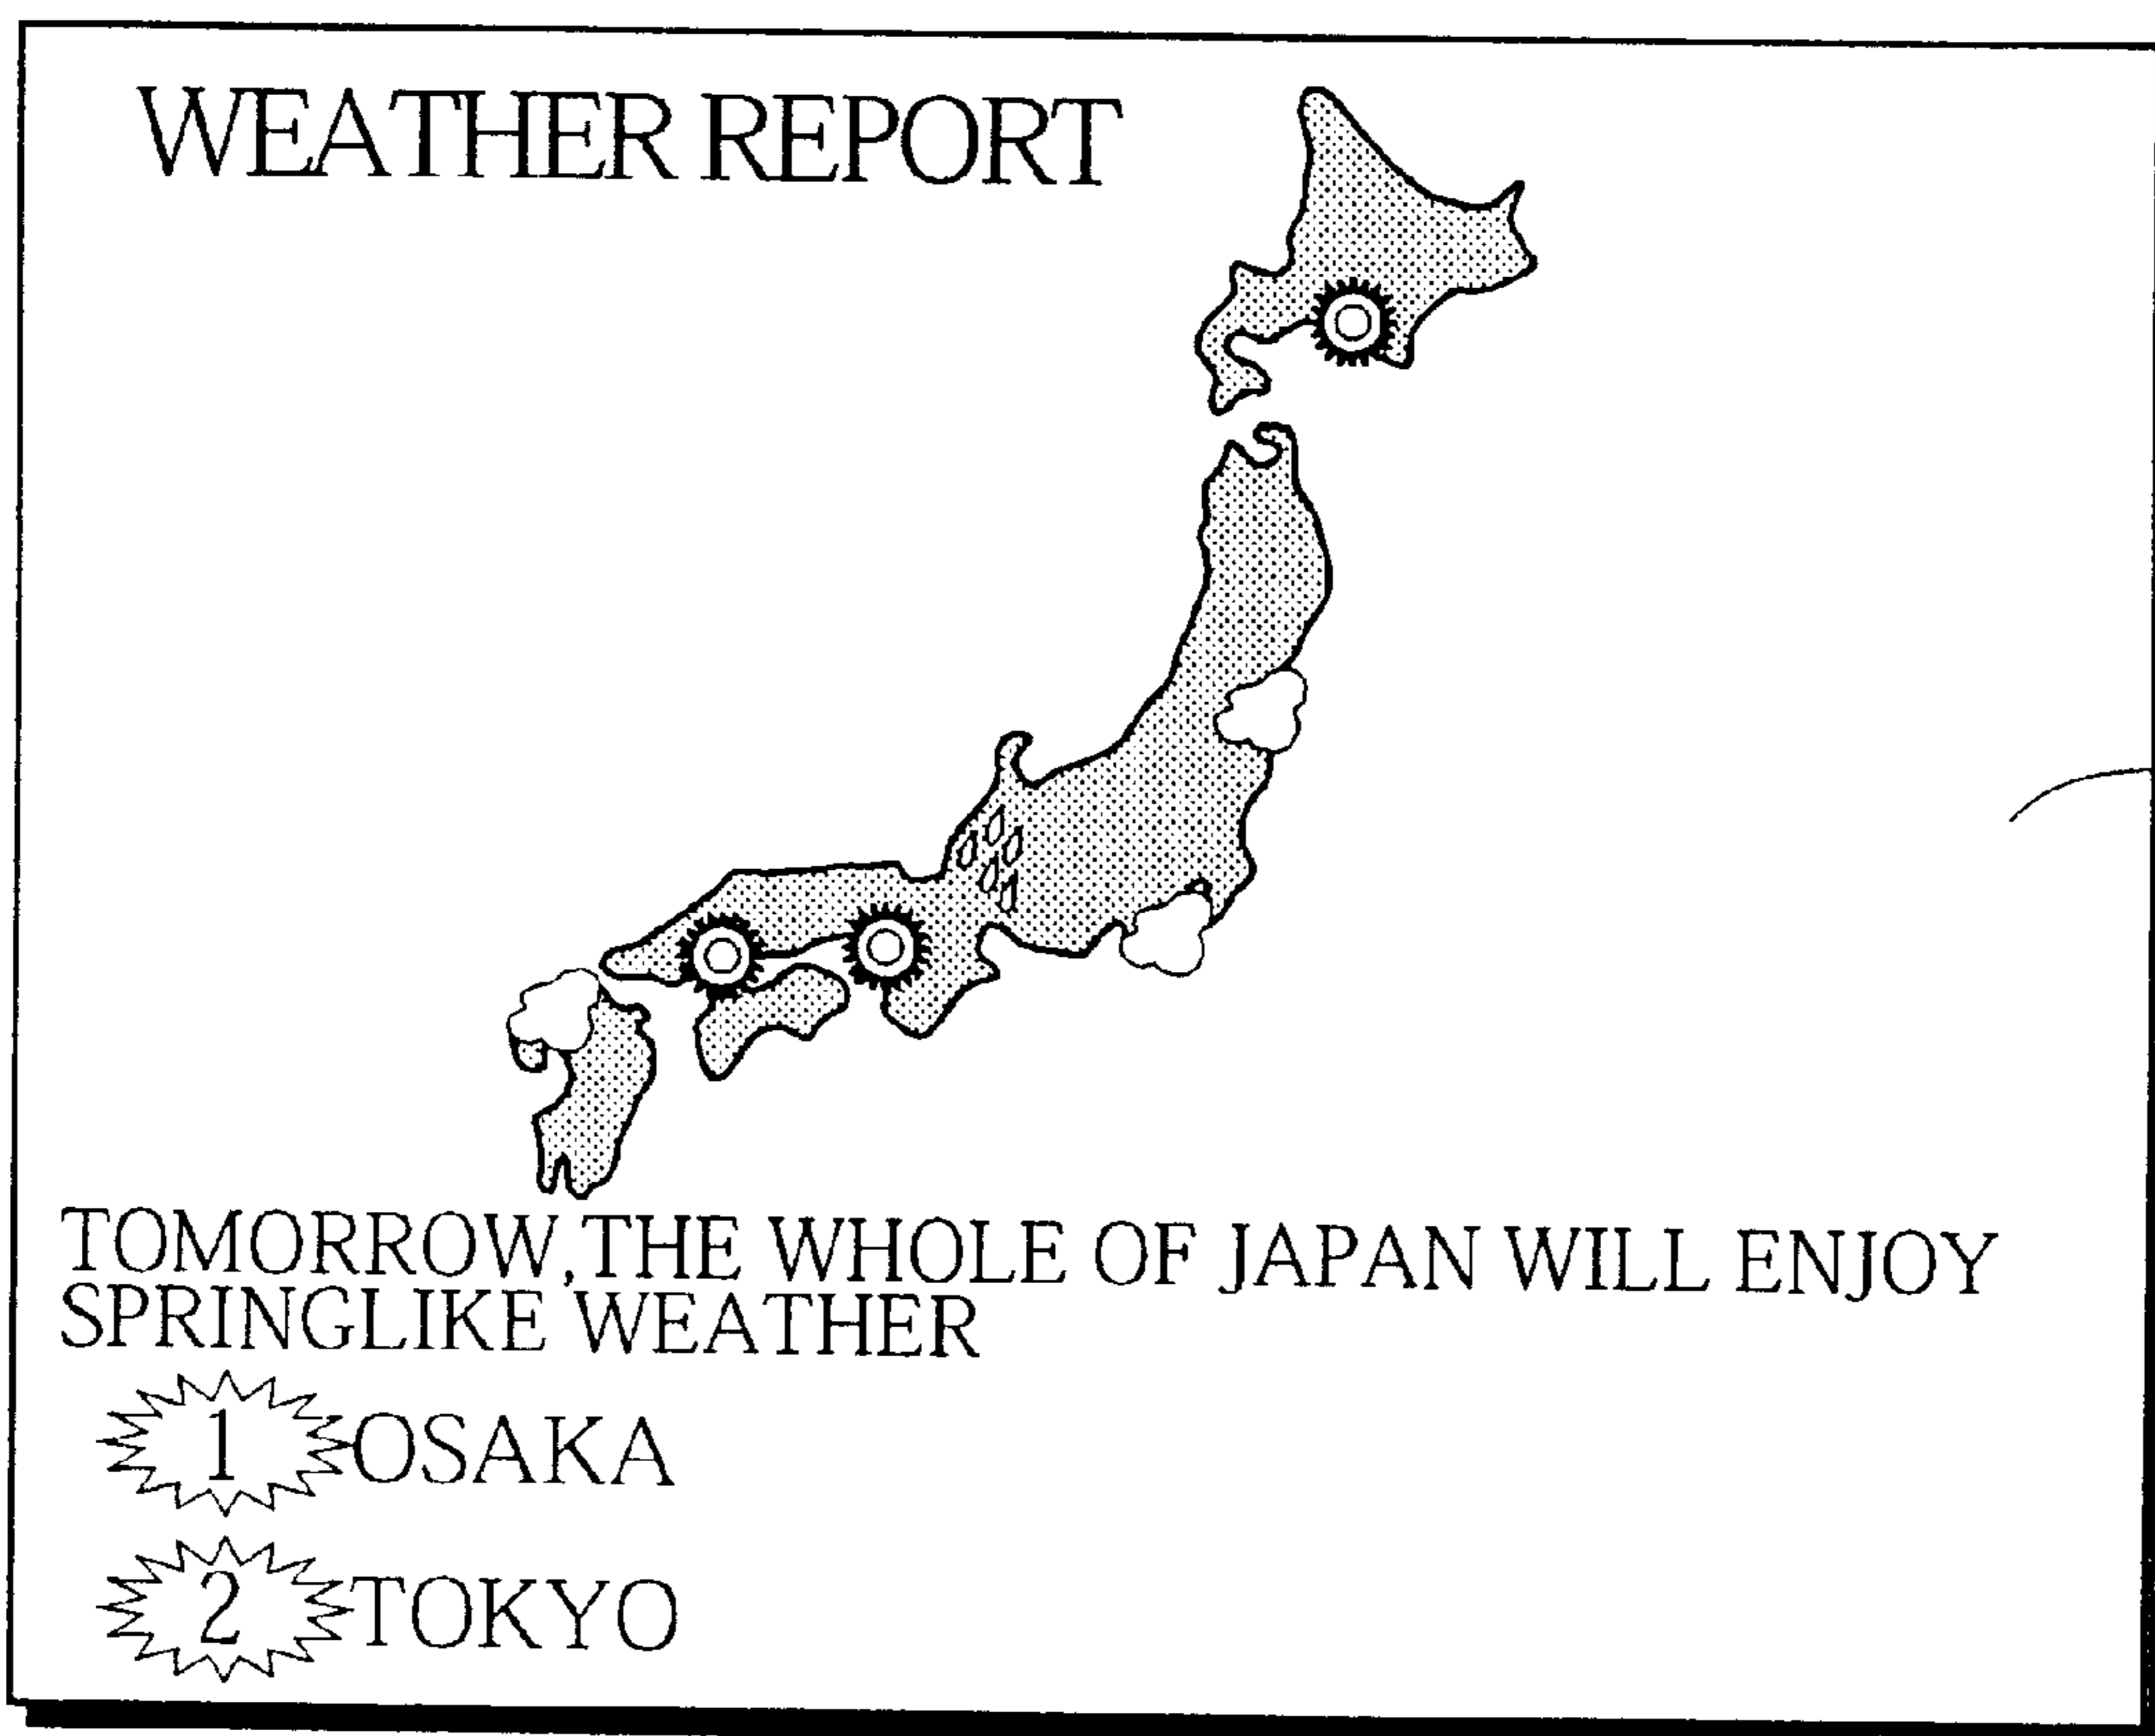 WEATHER REPORT
TOMORROW, THE WHOLE OF JAPAN WILL ENJOY
SPRINGLIKE WEATHER
1 OSAKA
2 TOKYO